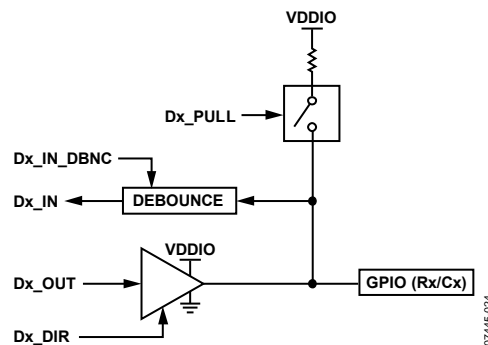 VDDIO
Dx_PULL
Dx_IN_DBNC
Dx_IN
DEBOUNCE
VDDIO
Dx_OUT
GPIO (Rx/Cx)
Dx_DIR
07445-024